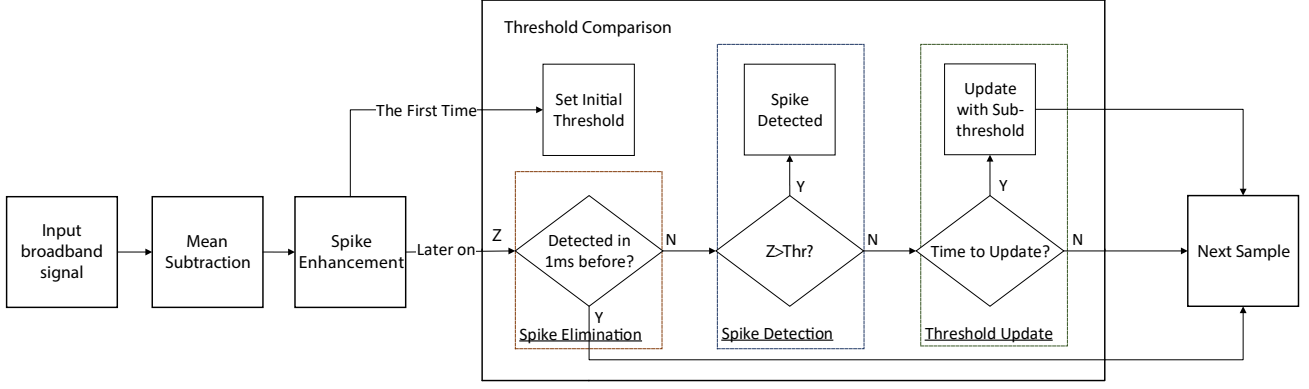 Threshold Comparison
The First Time
Set Initial
Threshold
Spike
Detected
Update
with Sub-
threshold
Input
broadband
signal
Mean
Subtraction
Spike
Enhancement
Later on
Z
Detected in
1ms before?
N
Y
Spike Elimination
Z>Thr?
Y
N
Spike Detection
Time to Update?
Y
N
Threshold Update
Next Sample